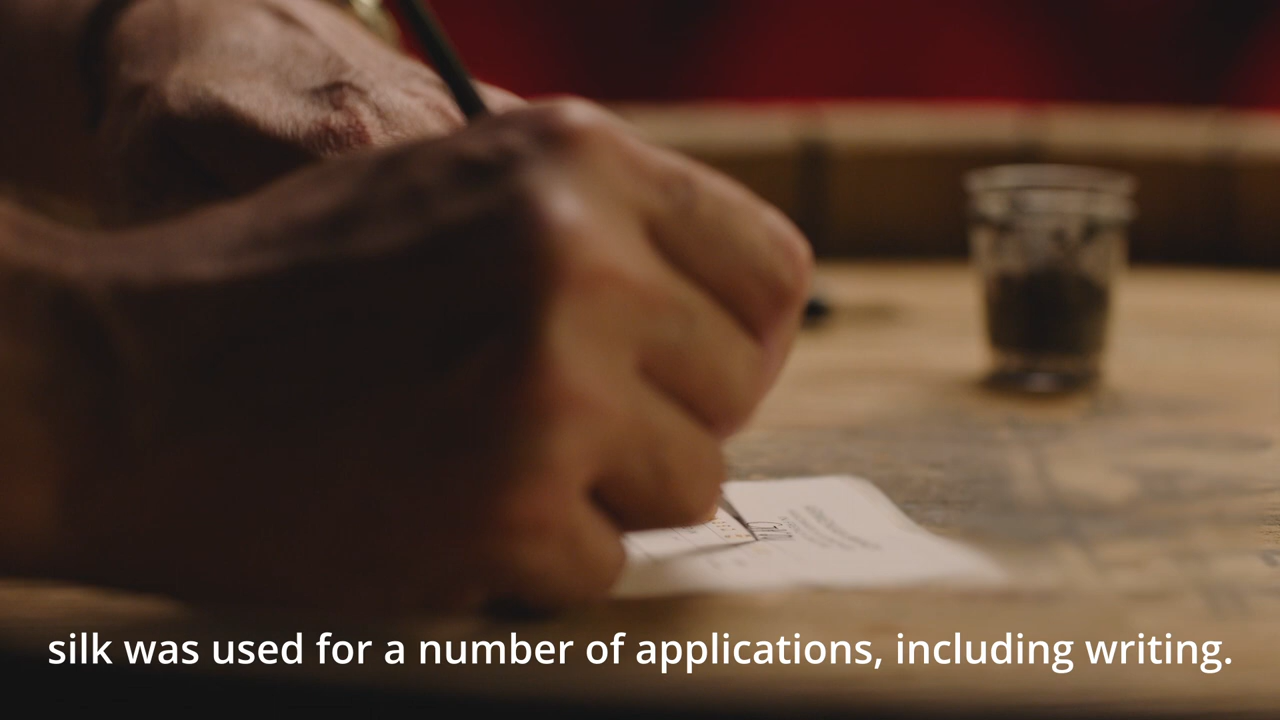 silk was used for a number of applications, including writing.